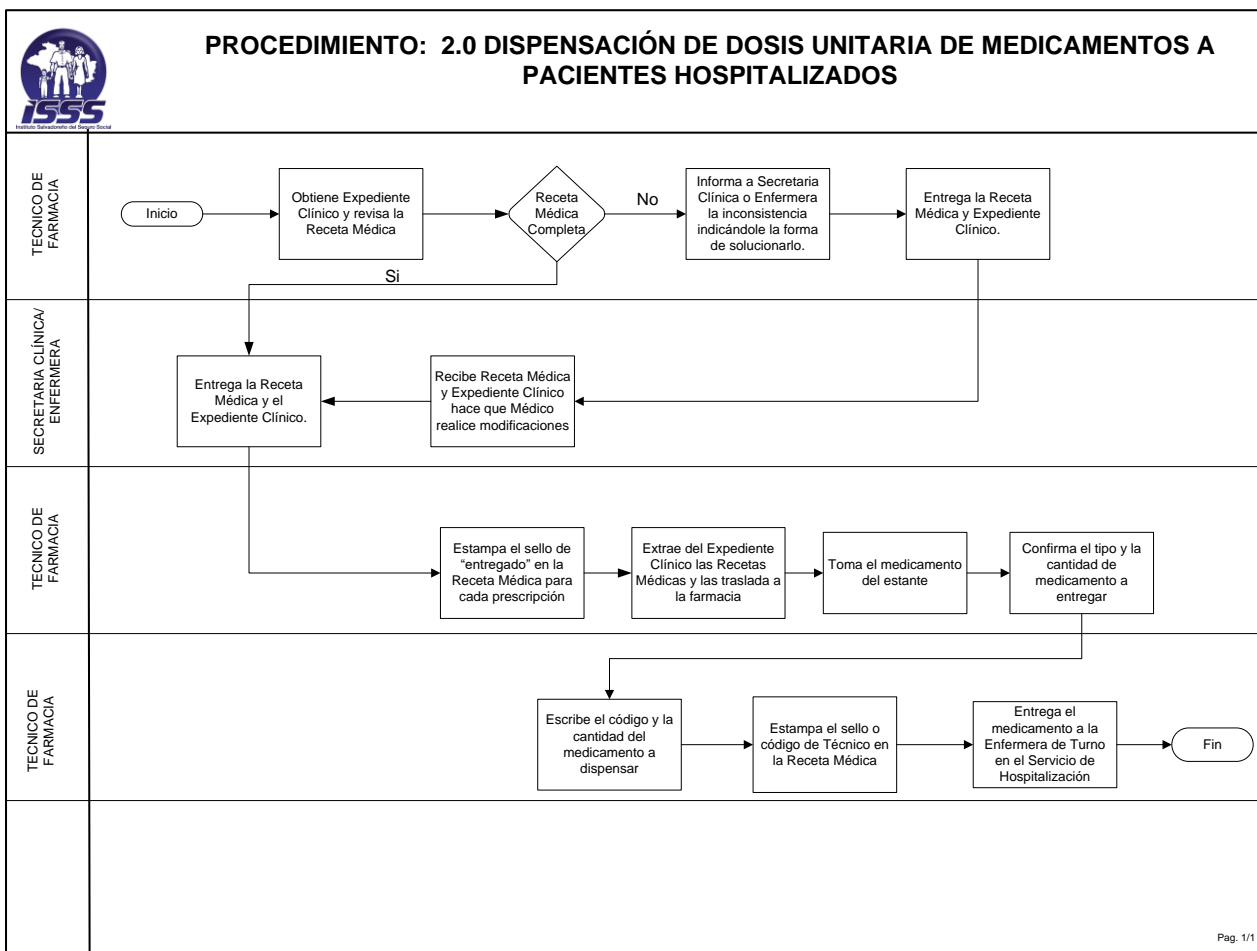 PROCEDIMIENTO: 2.0 DISPENSACIÓN DE DOSIS UNITARIA DE MEDICAMENTOS A
PACIENTES HOSPITALIZADOS
ISSS
Instituto Salvadoreño del Seguro Social
TECNICO DE
FARMACIA
Inicio
Obtiene Expediente
Clínico y revisa la
Receta Médica
Receta
Médica
Completa
No
Si
Informa a Secretaria
Clínica o Enfermera
la inconsistencia
indicándole la forma
de solucionarlo.
Entrega la Receta
Médica y Expediente
Clínico.
SECRETARIA CLÍNICA/
ENFERMERA
Entrega la Receta
Médica y el
Expediente Clínico.
Recibe Receta Médica
y Expediente Clínico
hace que Médico
realice modificaciones
TECNICO DE
FARMACIA
Estampa el sello de
“entregado” en la
Receta Médica para
cada prescripción
Extrae del Expediente
Clínico las Recetas
Médicas y las traslada a
la farmacia
Toma el medicamento
del estante
Confirma el tipo y la
cantidad de
medicamento a
entregar
TECNICO DE
FARMACIA
Escribe el código y la
cantidad del
medicamento a
dispensar
Estampa el sello o
código de Técnico en
la Receta Médica
Entrega el
medicamento a la
Enfermera de Turno
en el Servicio de
Hospitalización
Fin
Pag. 1/1